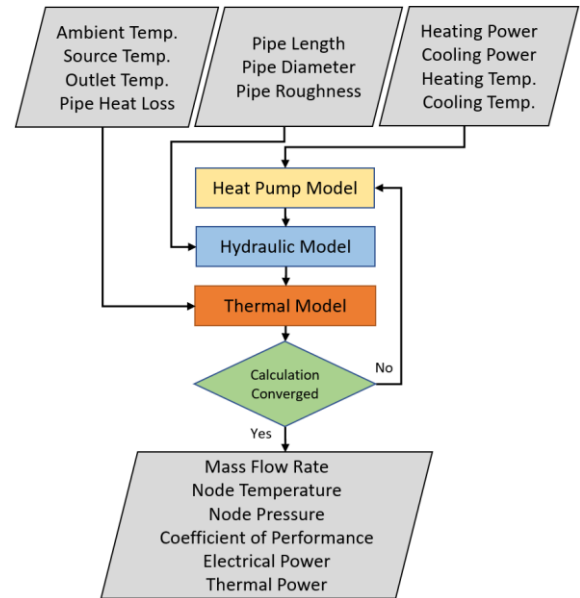 Ambient Temp.
Source Temp.
Outlet Temp.
Pipe Heat Loss
Pipe Length
Pipe Diameter
Pipe Roughness
Heating Power
Cooling Power
Heating Temp.
Cooling Temp.
Heat Pump Model
Hydraulic Model
Thermal Model
Calculation
Converged
No
Yes
Mass Flow Rate
Node Temperature
Node Pressure
Coefficient of Performance
Electrical Power
Thermal Power